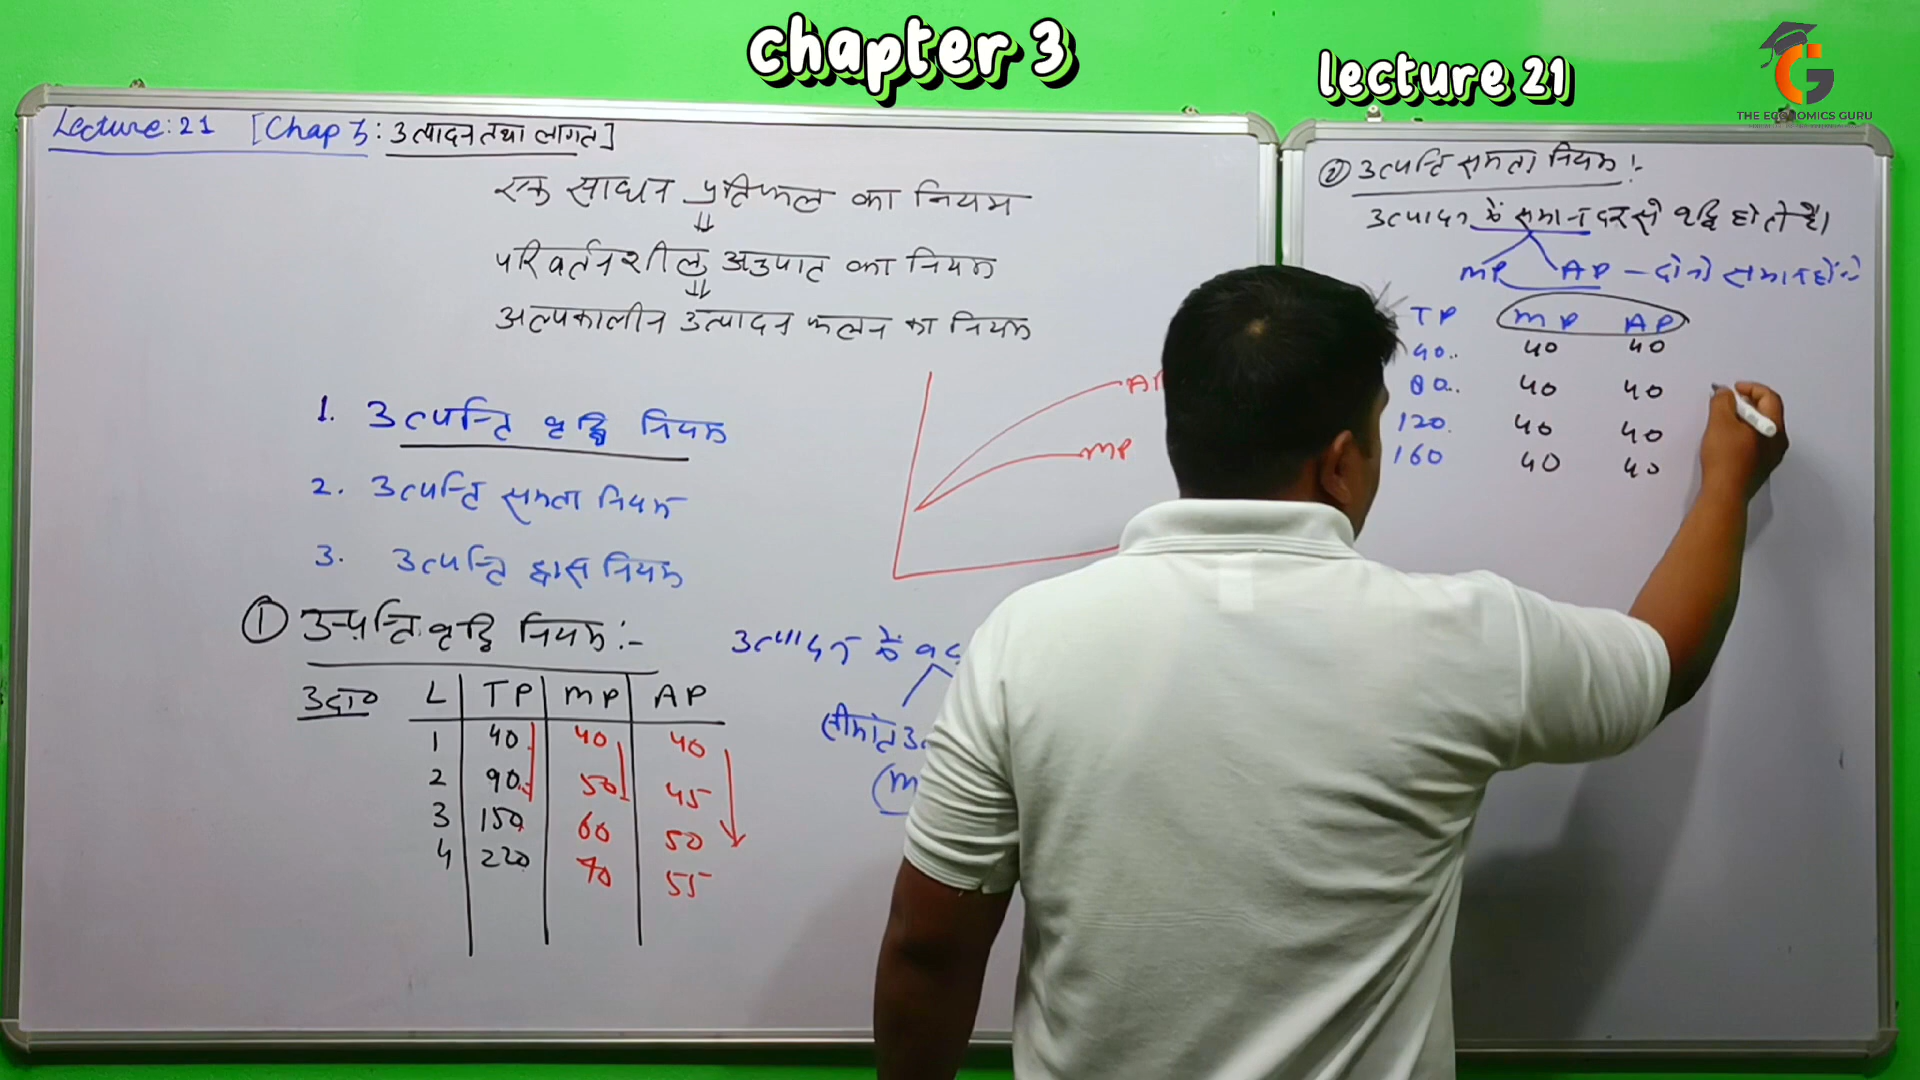 chapter 3
lecture 21
THE ECONOMICS GURU
Lecture: 21 [Chap 3: उत्पादन तथा लागत]
एक साधन प्रतिफल का नियम
परिवर्तनशील अनुपात का नियम
अल्पकालीन उत्पादन फलन का नियम
1. उत्पत्ति वृद्धि नियम
2. उत्पत्ति समता नियम
3. उत्पत्ति ह्रास नियम
AP
MP
① उत्पत्ति वृद्धि नियम :-
उदा० L TP MP AP
1 40 40 40
2 90 50 45
3 150 60 50
4 220 70 55
उत्पादन में
सीमांत
② उत्पत्ति समता नियम :-
उत्पादन में समान दर से वृद्धि होती है।
MP AP – दोनों समान होंगे
TP MP AP
40 40 40
80 40 40
120 40 40
160 40 40